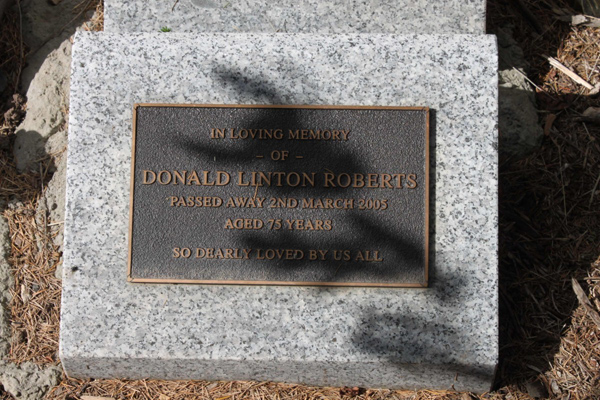 IN LOVING MEMORY
– OF –
DONALD LINTON ROBERTS
PASSED AWAY 2ND MARCH 2005
AGED 75 YEARS
SO DEARLY LOVED BY US ALL